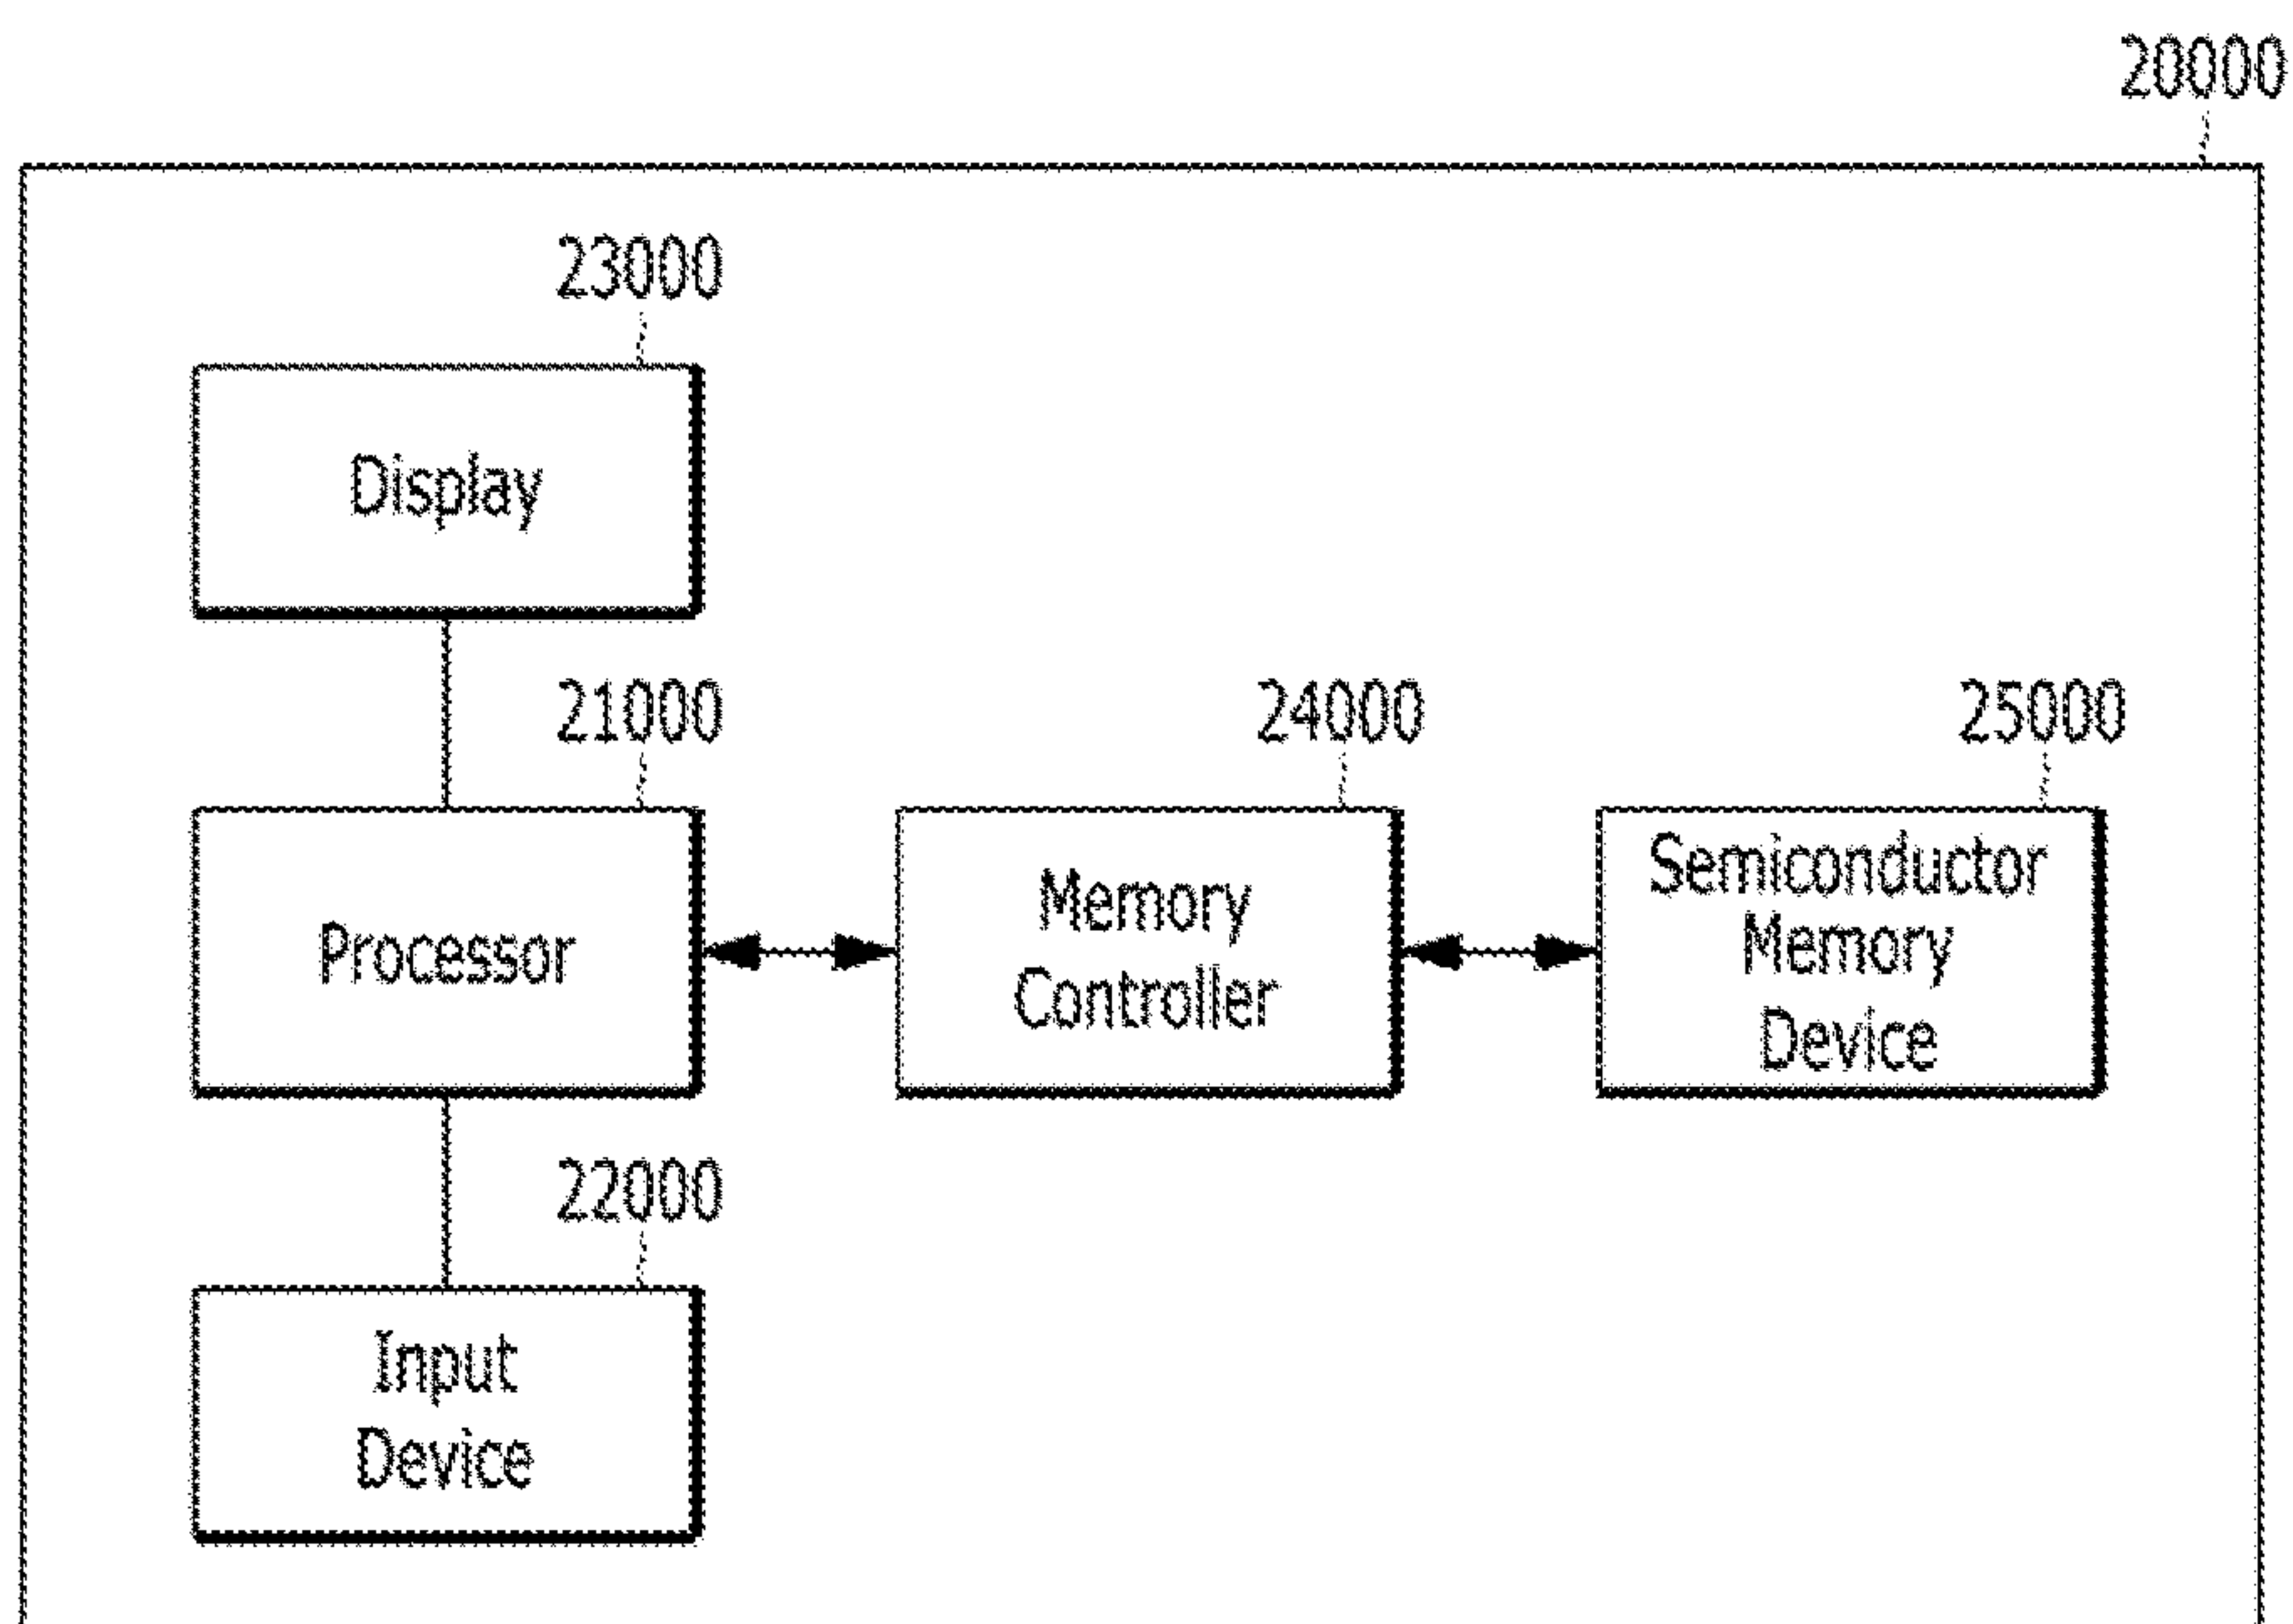 20000
23000
Display
21000
24000
25000
Processor
Memory
Controller
Semiconductor
Memory
Device
22000
Input
Device